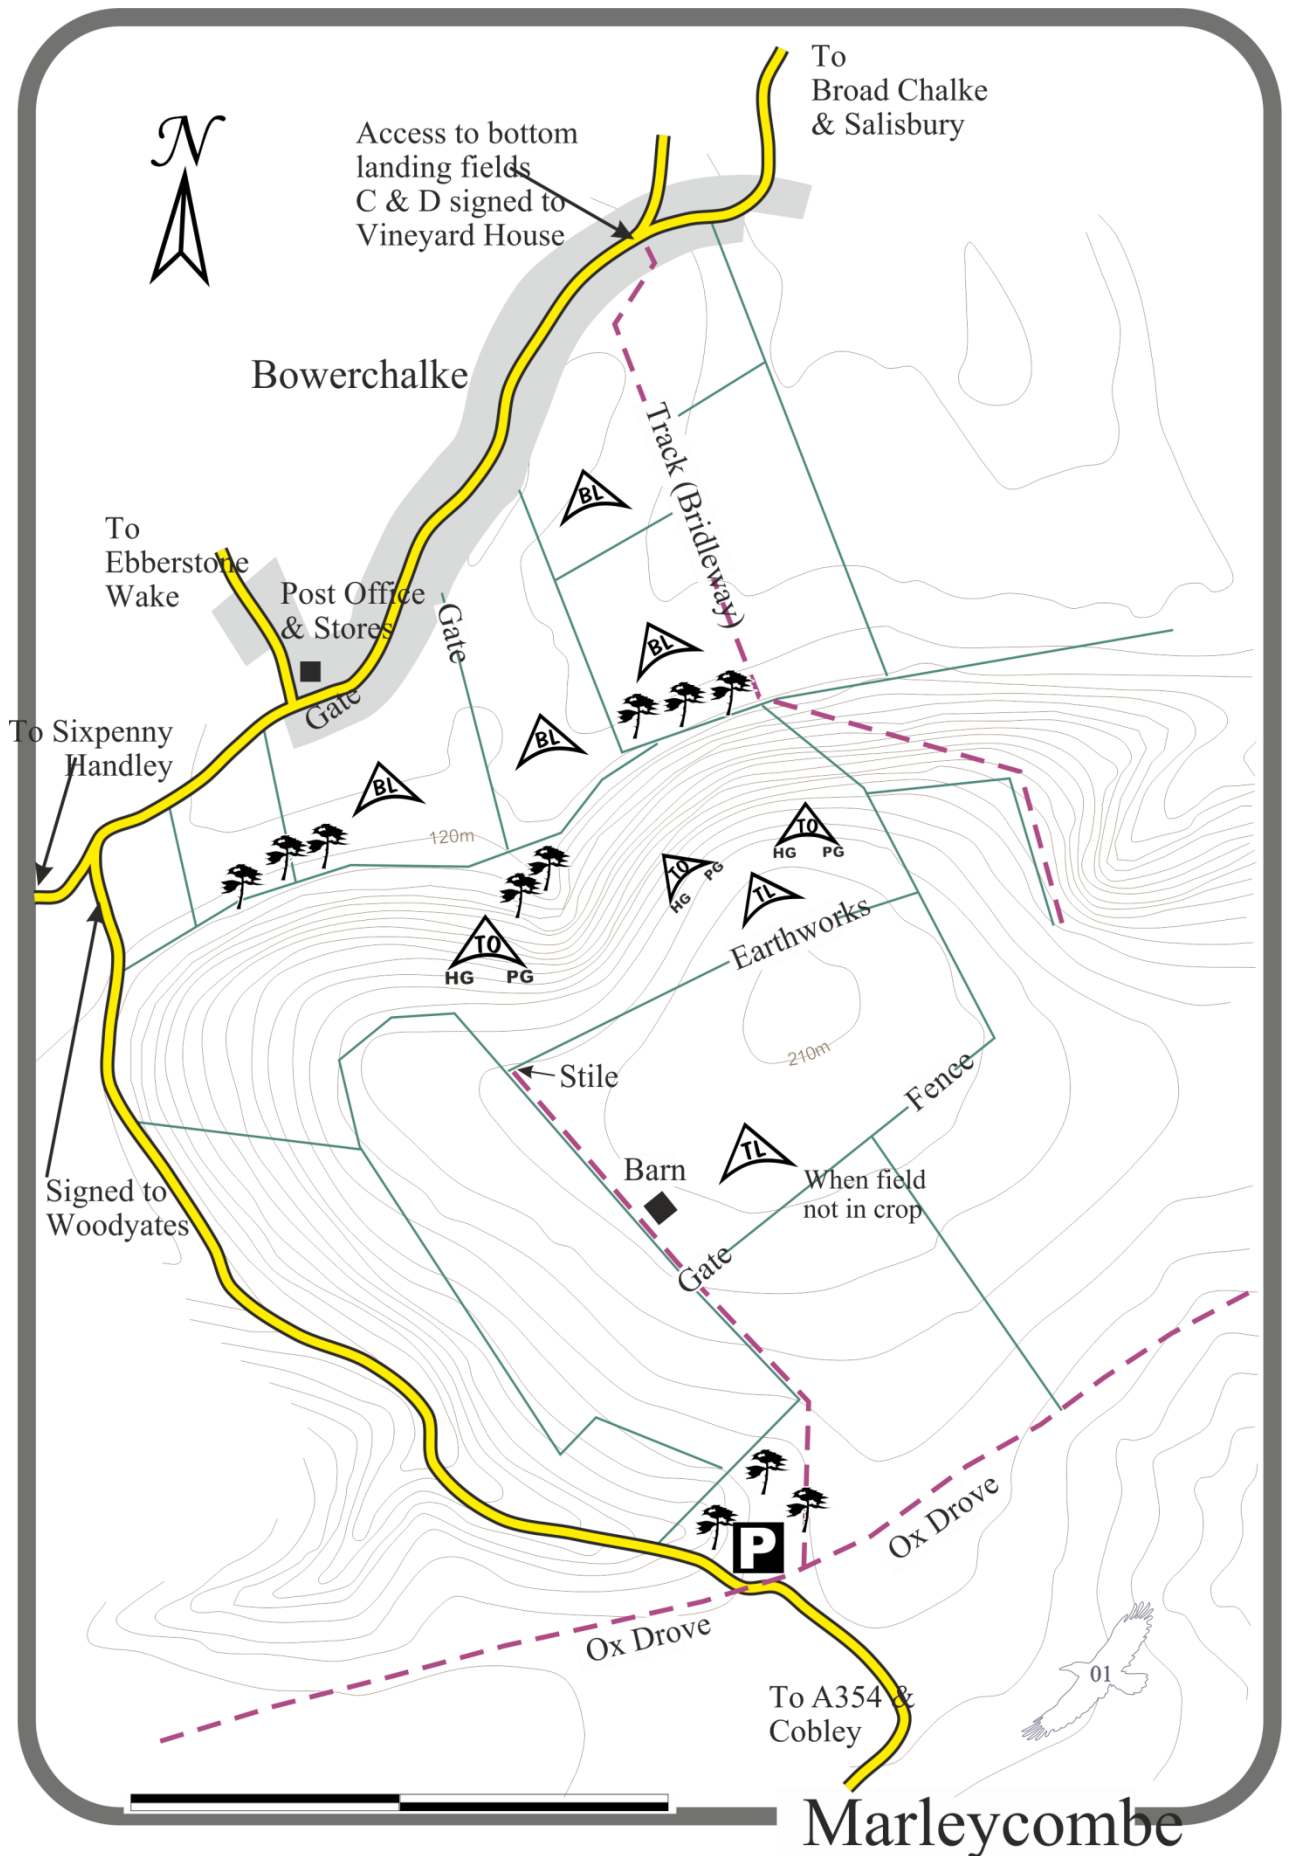 N
To
Broad Chalke
& Salisbury
Access to bottom
landing fields
C & D signed to
Vineyard House
Bowerchalke
Track (Bridleway)
BL
To
Ebberstone
Wake
Post Office
& Stores
Gate
Gate
BL
To Sixpenny
Handley
BL
BL
120m
TO
HG PG
TO
HG PG
TL
Earthworks
TO
HG PG
210m
Stile
Fence
TL
Barn
When field
not in crop
Signed to
Woodyates
Gate
Ox Drove
P
Ox Drove
01
To A354 &
Cobley
Marleycombe